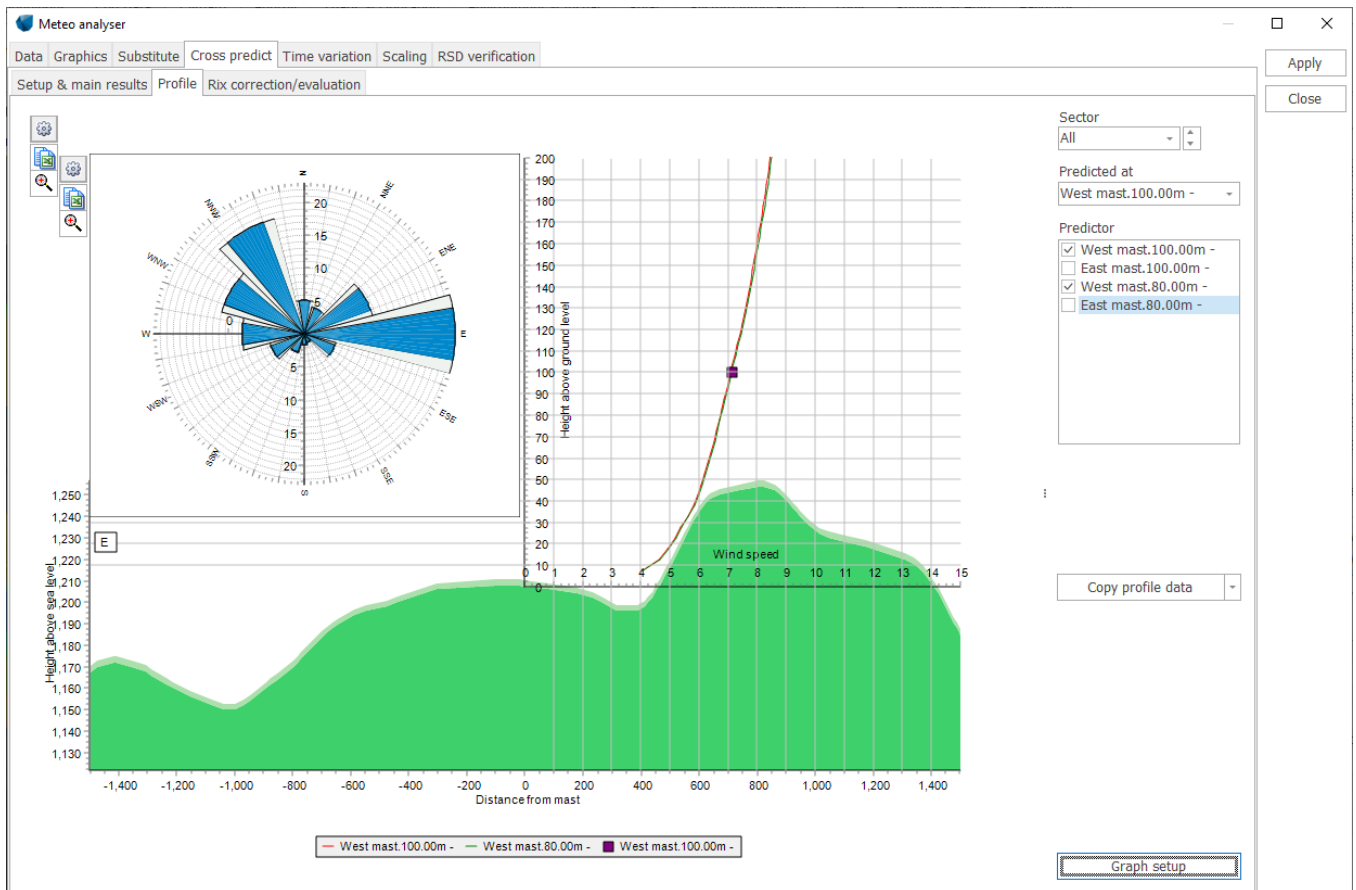 Meteo analyser
Data Graphics Substitute Cross predict Time variation Scaling RSD verification
Apply
Setup & main results Profile Rix correction/evaluation
Close
Sector
All
Predicted at
West mast.100.00m -
Predictor
West mast.100.00m -
East mast.100.00m -
West mast.80.00m -
East mast.80.00m -
Copy profile data
Graph setup
N
NNE
ENE
E
ESE
SSE
S
SSW
WSW
W
WNW
NNW
20
15
10
5
0
5
10
15
20
200
190
180
170
160
150
140
130
120
110
100
90
80
70
60
50
40
30
20
10
0
Height above ground level
Wind speed
0 1 2 3 4 5 6 7 8 9 10 11 12 13 14 15
E
1,250
1,240
1,230
1,220
1,210
1,200
1,190
1,180
1,170
1,160
1,150
1,140
1,130
Height above sea level
-1,400 -1,200 -1,000 -800 -600 -400 -200 0 200 400 600 800 1,000 1,200 1,400
Distance from mast
West mast.100.00m - West mast.80.00m - West mast.100.00m -